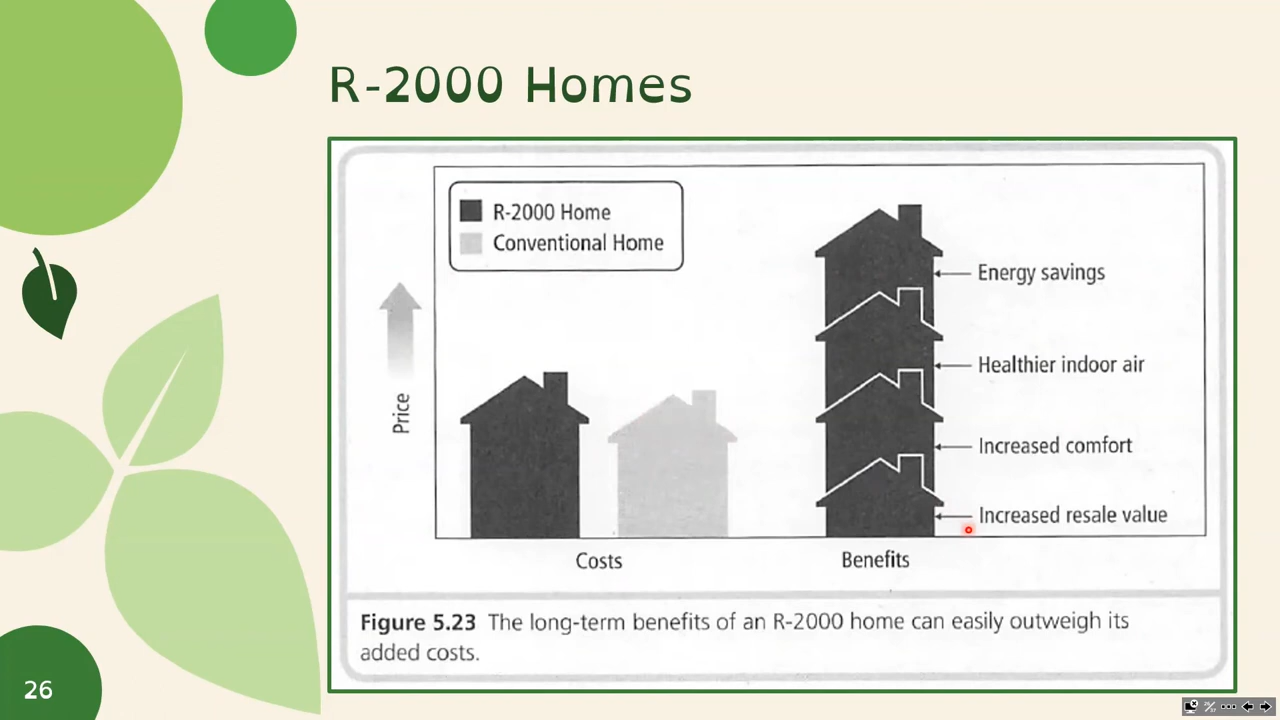 R-2000 Homes
R-2000 Home
Conventional Home
Energy savings
Healthier indoor air
Price
Increased comfort
Increased resale value
Costs
Benefits
Figure 5.23 The long-term benefits of an R-2000 home can easily outweigh its
added costs.
26